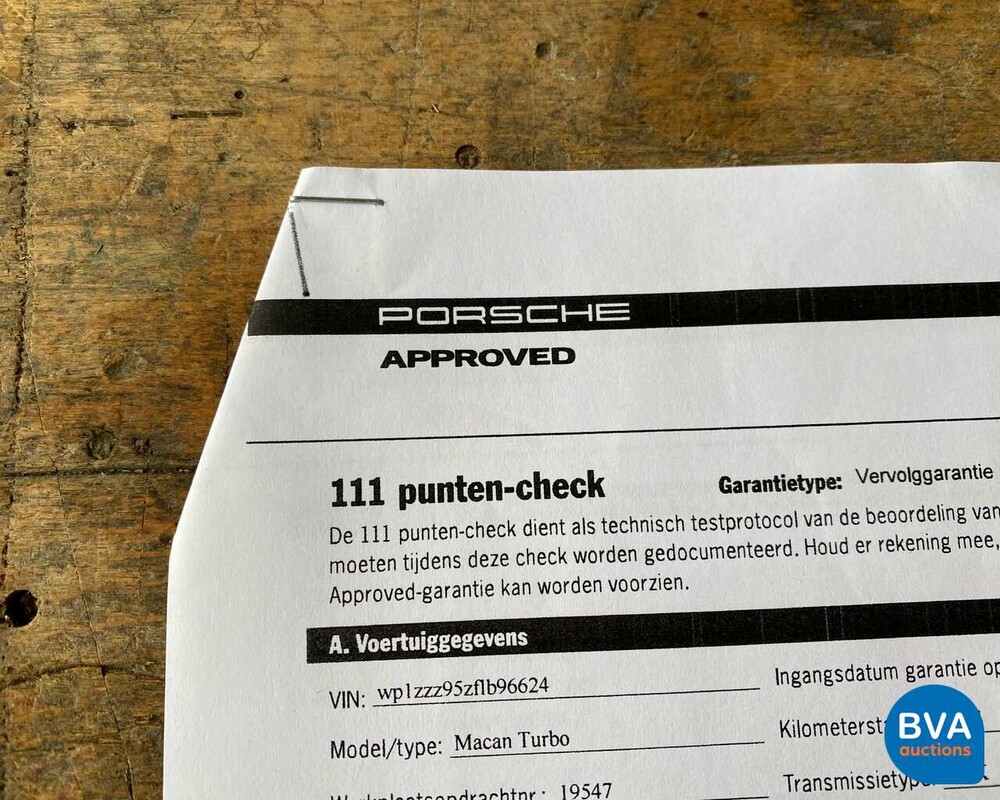 PORSCHE
APPROVED
111 punten-check Garantietype: Vervolggarantie
De 111 punten-check dient als technisch testprotocol van de beoordeling van
moeten tijdens deze check worden gedocumenteerd. Houd er rekening mee,
Approved-garantie kan worden voorzien.
A. Voertuiggegevens
VIN: wp1zzz95zflb96624 Ingangsdatum garantie op
Model/type: Macan Turbo Kilometerst
19547 Transmissietyp
BVA
auctions